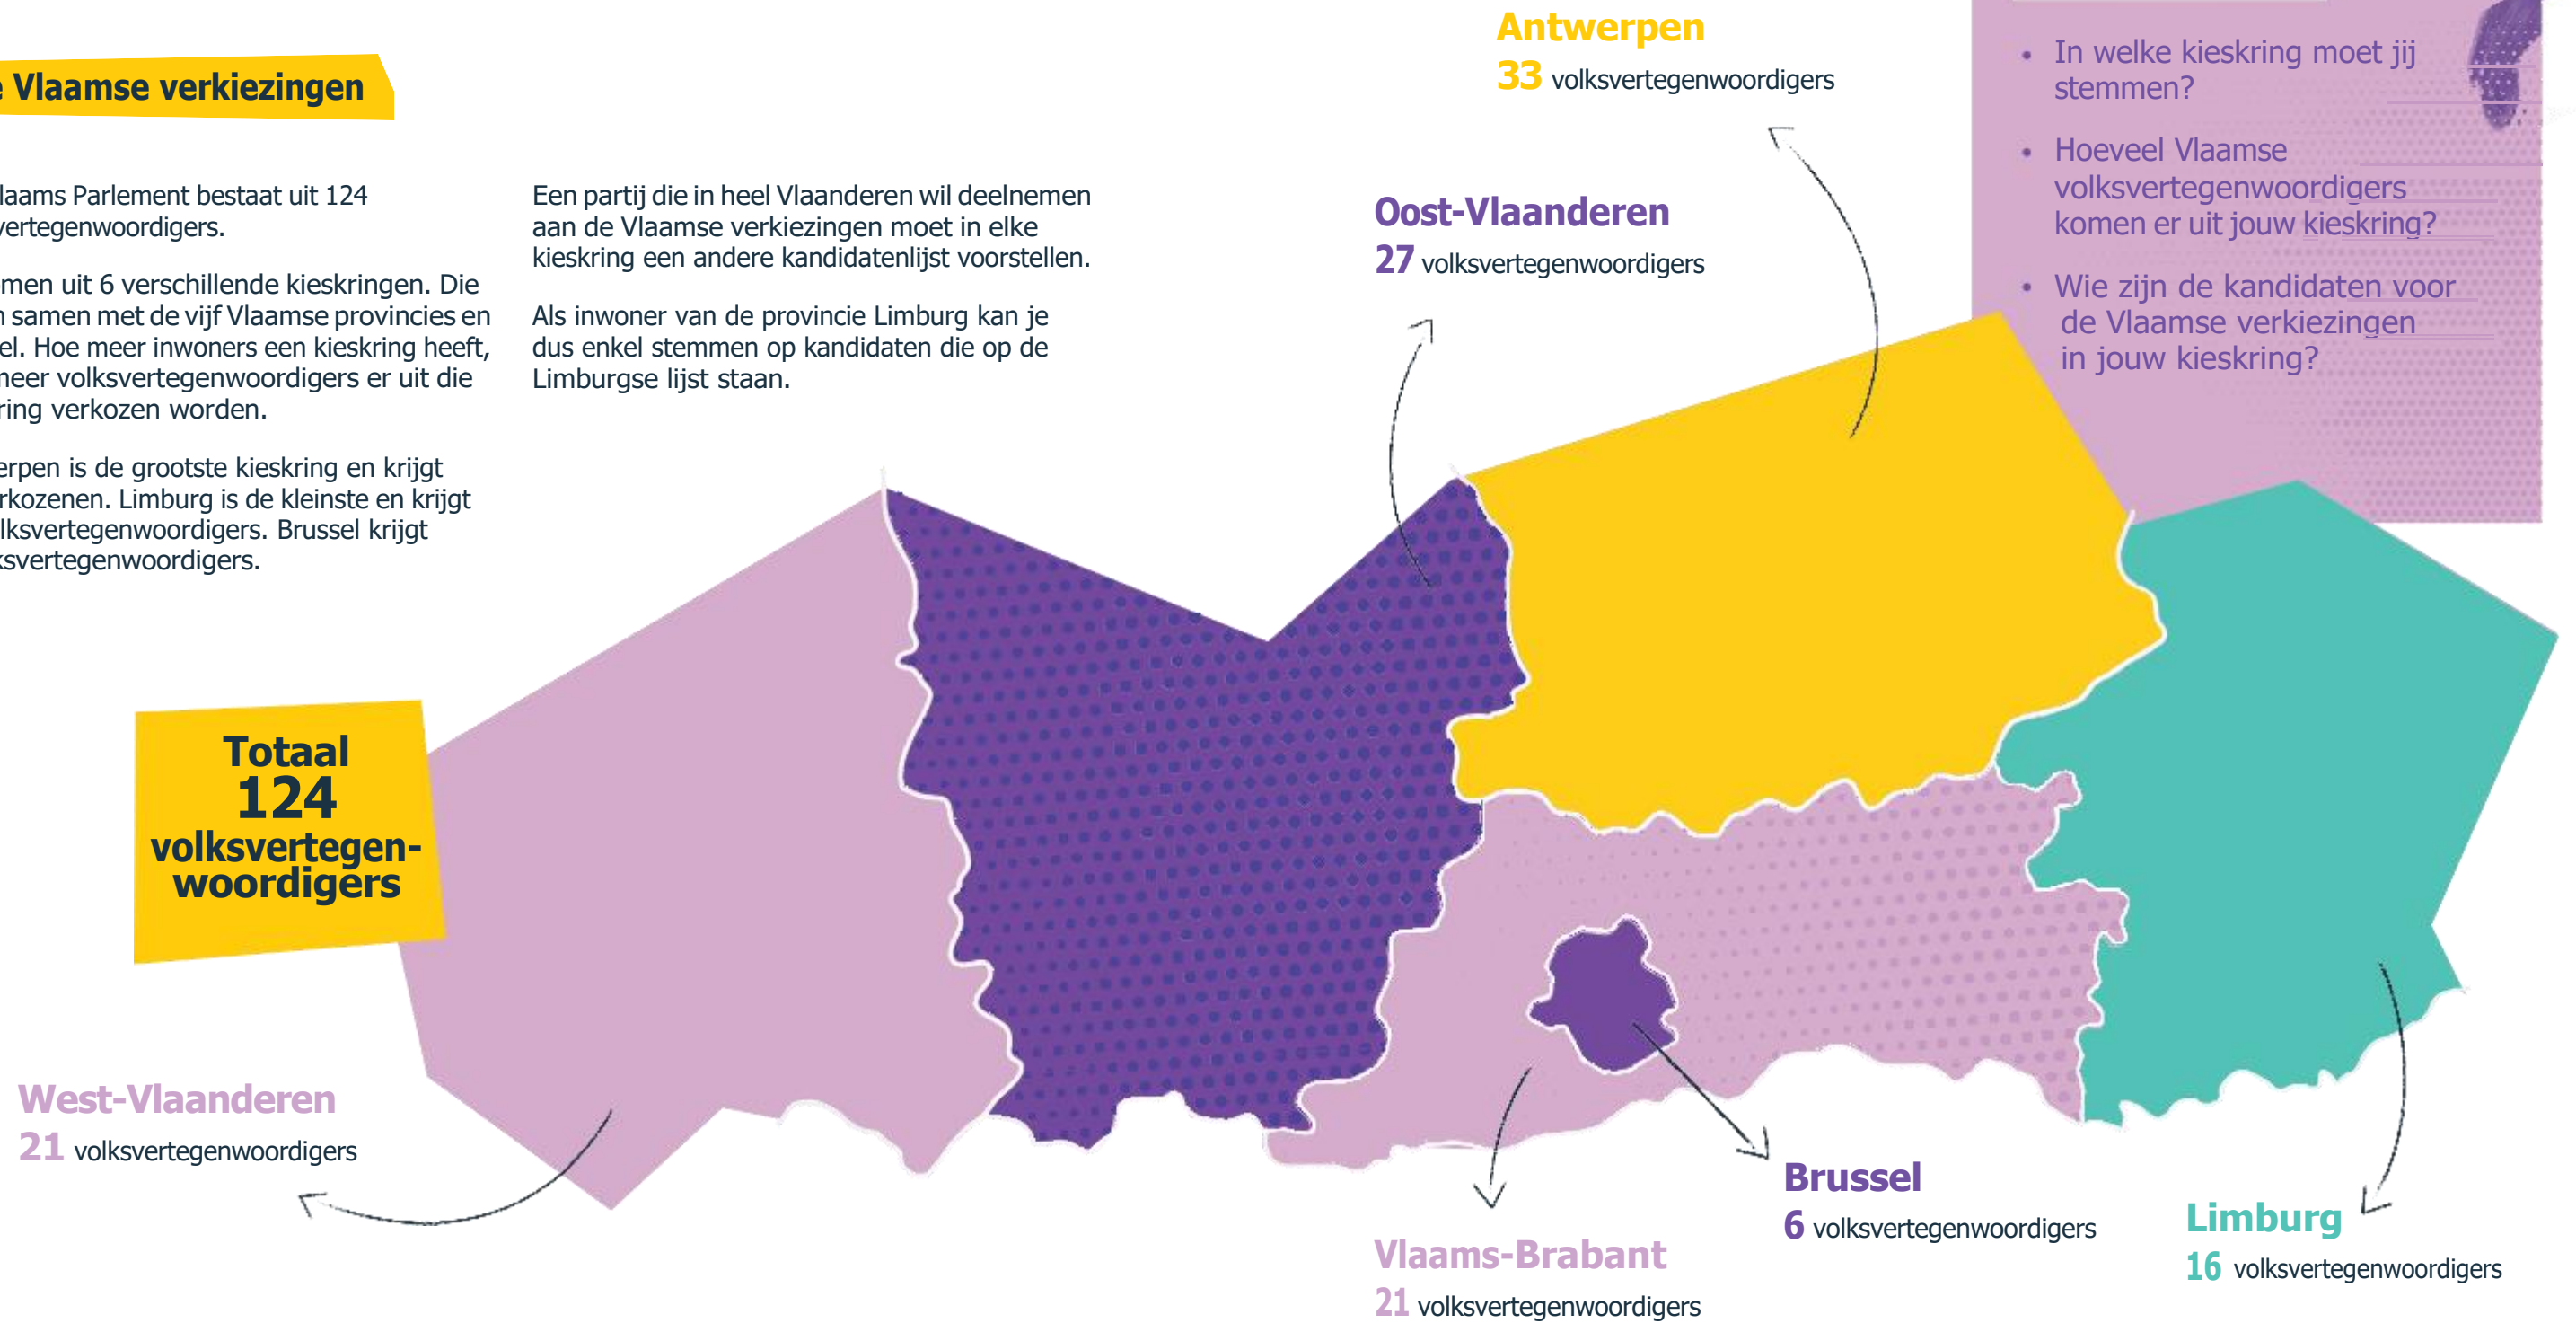 e Vlaamse verkiezingen
laams Parlement bestaat uit 124
vertegenwoordigers.
men uit 6 verschillende kieskringen. Die
n samen met de vijf Vlaamse provincies en
el. Hoe meer inwoners een kieskring heeft,
meer volksvertegenwoordigers er uit die
ring verkozen worden.
erpen is de grootste kieskring en krijgt
rkozenen. Limburg is de kleinste en krijgt
lksvertegenwoordigers. Brussel krijgt
ksvertegenwoordigers.
Een partij die in heel Vlaanderen wil deelnemen
aan de Vlaamse verkiezingen moet in elke
kieskring een andere kandidatenlijst voorstellen.
Als inwoner van de provincie Limburg kan je
dus enkel stemmen op kandidaten die op de
Limburgse lijst staan.
Antwerpen
33 volksvertegenwoordigers
Oost-Vlaanderen
27 volksvertegenwoordigers
• In welke kieskring moet jij
stemmen?
• Hoeveel Vlaamse
volksvertegenwoordigers
komen er uit jouw kieskring?
• Wie zijn de kandidaten voor
de Vlaamse verkiezingen
in jouw kieskring?
Totaal
124
volksvertegen-
woordigers
West-Vlaanderen
21 volksvertegenwoordigers
Vlaams-Brabant
21 volksvertegenwoordigers
Brussel
6 volksvertegenwoordigers
Limburg
16 volksvertegenwoordigers